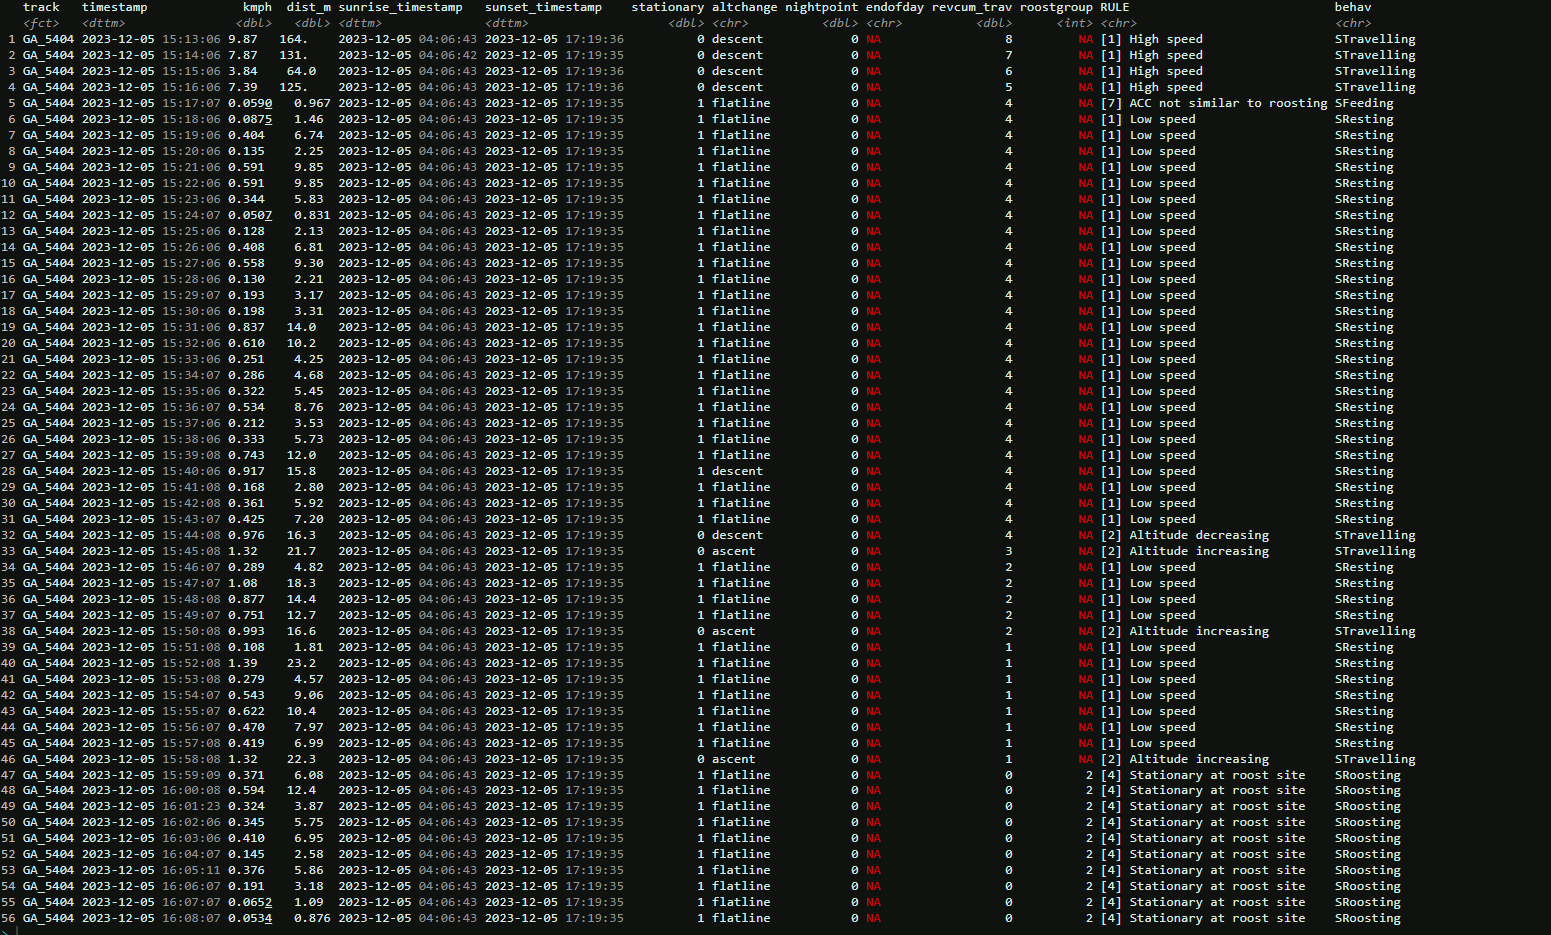 track timestamp kmph dist_m sunrise_timestamp sunset_timestamp stationary altchange nightpoint endofday revcum_trav roostgroup RULE behav
<fct> <dttm> <dbl> <dbl> <dttm> <dttm> <dbl> <chr> <dbl> <chr> <dbl> <int> <chr> <chr>
1 GA_5404 2023-12-05 15:13:06 9.87 164. 2023-12-05 04:06:43 2023-12-05 17:19:36 0 descent 0 NA 8 NA [1] High speed STravelling
2 GA_5404 2023-12-05 15:14:06 7.87 131. 2023-12-05 04:06:42 2023-12-05 17:19:35 0 descent 0 NA 7 NA [1] High speed STravelling
3 GA_5404 2023-12-05 15:15:06 3.84 64.0 2023-12-05 04:06:43 2023-12-05 17:19:36 0 descent 0 NA 6 NA [1] High speed STravelling
4 GA_5404 2023-12-05 15:16:06 7.39 125. 2023-12-05 04:06:43 2023-12-05 17:19:36 0 descent 0 NA 5 NA [1] High speed STravelling
5 GA_5404 2023-12-05 15:17:07 0.0590 0.967 2023-12-05 04:06:43 2023-12-05 17:19:35 1 flatline 0 NA 4 NA [7] ACC not similar to roosting SFeeding
6 GA_5404 2023-12-05 15:18:06 0.0875 1.46 2023-12-05 04:06:43 2023-12-05 17:19:35 1 flatline 0 NA 4 NA [1] Low speed SResting
7 GA_5404 2023-12-05 15:19:06 0.404 6.74 2023-12-05 04:06:43 2023-12-05 17:19:35 1 flatline 0 NA 4 NA [1] Low speed SResting
8 GA_5404 2023-12-05 15:20:06 0.135 2.25 2023-12-05 04:06:43 2023-12-05 17:19:35 1 flatline 0 NA 4 NA [1] Low speed SResting
9 GA_5404 2023-12-05 15:21:06 0.591 9.85 2023-12-05 04:06:43 2023-12-05 17:19:35 1 flatline 0 NA 4 NA [1] Low speed SResting
10 GA_5404 2023-12-05 15:22:06 0.591 9.85 2023-12-05 04:06:43 2023-12-05 17:19:35 1 flatline 0 NA 4 NA [1] Low speed SResting
11 GA_5404 2023-12-05 15:23:06 0.344 5.83 2023-12-05 04:06:43 2023-12-05 17:19:35 1 flatline 0 NA 4 NA [1] Low speed SResting
12 GA_5404 2023-12-05 15:24:07 0.0507 0.831 2023-12-05 04:06:43 2023-12-05 17:19:35 1 flatline 0 NA 4 NA [1] Low speed SResting
13 GA_5404 2023-12-05 15:25:06 0.128 2.13 2023-12-05 04:06:43 2023-12-05 17:19:35 1 flatline 0 NA 4 NA [1] Low speed SResting
14 GA_5404 2023-12-05 15:26:06 0.408 6.81 2023-12-05 04:06:43 2023-12-05 17:19:35 1 flatline 0 NA 4 NA [1] Low speed SResting
15 GA_5404 2023-12-05 15:27:06 0.558 9.30 2023-12-05 04:06:43 2023-12-05 17:19:35 1 flatline 0 NA 4 NA [1] Low speed SResting
16 GA_5404 2023-12-05 15:28:06 0.130 2.21 2023-12-05 04:06:43 2023-12-05 17:19:35 1 flatline 0 NA 4 NA [1] Low speed SResting
17 GA_5404 2023-12-05 15:29:07 0.193 3.17 2023-12-05 04:06:43 2023-12-05 17:19:35 1 flatline 0 NA 4 NA [1] Low speed SResting
18 GA_5404 2023-12-05 15:30:06 0.198 3.31 2023-12-05 04:06:43 2023-12-05 17:19:35 1 flatline 0 NA 4 NA [1] Low speed SResting
19 GA_5404 2023-12-05 15:31:06 0.837 14.0 2023-12-05 04:06:43 2023-12-05 17:19:35 1 flatline 0 NA 4 NA [1] Low speed SResting
20 GA_5404 2023-12-05 15:32:06 0.610 10.2 2023-12-05 04:06:43 2023-12-05 17:19:35 1 flatline 0 NA 4 NA [1] Low speed SResting
21 GA_5404 2023-12-05 15:33:06 0.251 4.25 2023-12-05 04:06:43 2023-12-05 17:19:35 1 flatline 0 NA 4 NA [1] Low speed SResting
22 GA_5404 2023-12-05 15:34:07 0.286 4.68 2023-12-05 04:06:43 2023-12-05 17:19:35 1 flatline 0 NA 4 NA [1] Low speed SResting
23 GA_5404 2023-12-05 15:35:06 0.322 5.45 2023-12-05 04:06:43 2023-12-05 17:19:35 1 flatline 0 NA 4 NA [1] Low speed SResting
24 GA_5404 2023-12-05 15:36:07 0.534 8.76 2023-12-05 04:06:43 2023-12-05 17:19:35 1 flatline 0 NA 4 NA [1] Low speed SResting
25 GA_5404 2023-12-05 15:37:06 0.212 3.53 2023-12-05 04:06:43 2023-12-05 17:19:35 1 flatline 0 NA 4 NA [1] Low speed SResting
26 GA_5404 2023-12-05 15:38:06 0.333 5.73 2023-12-05 04:06:43 2023-12-05 17:19:35 1 flatline 0 NA 4 NA [1] Low speed SResting
27 GA_5404 2023-12-05 15:39:08 0.743 12.0 2023-12-05 04:06:43 2023-12-05 17:19:35 1 flatline 0 NA 4 NA [1] Low speed SResting
28 GA_5404 2023-12-05 15:40:06 0.917 15.8 2023-12-05 04:06:43 2023-12-05 17:19:35 1 descent 0 NA 4 NA [1] Low speed SResting
29 GA_5404 2023-12-05 15:41:08 0.168 2.80 2023-12-05 04:06:43 2023-12-05 17:19:35 1 flatline 0 NA 4 NA [1] Low speed SResting
30 GA_5404 2023-12-05 15:42:08 0.361 5.92 2023-12-05 04:06:43 2023-12-05 17:19:35 1 flatline 0 NA 4 NA [1] Low speed SResting
31 GA_5404 2023-12-05 15:43:07 0.425 7.20 2023-12-05 04:06:43 2023-12-05 17:19:35 1 flatline 0 NA 4 NA [1] Low speed SResting
32 GA_5404 2023-12-05 15:44:08 0.976 16.3 2023-12-05 04:06:43 2023-12-05 17:19:35 0 descent 0 NA 4 NA [2] Altitude decreasing STravelling
33 GA_5404 2023-12-05 15:45:08 1.32 21.7 2023-12-05 04:06:43 2023-12-05 17:19:35 0 ascent 0 NA 3 NA [2] Altitude increasing STravelling
34 GA_5404 2023-12-05 15:46:07 0.289 4.82 2023-12-05 04:06:43 2023-12-05 17:19:35 1 flatline 0 NA 2 NA [1] Low speed SResting
35 GA_5404 2023-12-05 15:47:07 1.08 18.3 2023-12-05 04:06:43 2023-12-05 17:19:35 1 flatline 0 NA 2 NA [1] Low speed SResting
36 GA_5404 2023-12-05 15:48:08 0.877 14.4 2023-12-05 04:06:43 2023-12-05 17:19:35 1 flatline 0 NA 2 NA [1] Low speed SResting
37 GA_5404 2023-12-05 15:49:07 0.751 12.7 2023-12-05 04:06:43 2023-12-05 17:19:35 1 flatline 0 NA 2 NA [1] Low speed SResting
38 GA_5404 2023-12-05 15:50:08 0.993 16.6 2023-12-05 04:06:43 2023-12-05 17:19:35 0 ascent 0 NA 2 NA [2] Altitude increasing STravelling
39 GA_5404 2023-12-05 15:51:08 0.108 1.81 2023-12-05 04:06:43 2023-12-05 17:19:35 1 flatline 0 NA 1 NA [1] Low speed SResting
40 GA_5404 2023-12-05 15:52:08 1.39 23.2 2023-12-05 04:06:43 2023-12-05 17:19:35 1 flatline 0 NA 1 NA [1] Low speed SResting
41 GA_5404 2023-12-05 15:53:08 0.279 4.57 2023-12-05 04:06:43 2023-12-05 17:19:35 1 flatline 0 NA 1 NA [1] Low speed SResting
42 GA_5404 2023-12-05 15:54:07 0.543 9.06 2023-12-05 04:06:43 2023-12-05 17:19:35 1 flatline 0 NA 1 NA [1] Low speed SResting
43 GA_5404 2023-12-05 15:55:07 0.622 10.4 2023-12-05 04:06:43 2023-12-05 17:19:35 1 flatline 0 NA 1 NA [1] Low speed SResting
44 GA_5404 2023-12-05 15:56:07 0.470 7.97 2023-12-05 04:06:43 2023-12-05 17:19:35 1 flatline 0 NA 1 NA [1] Low speed SResting
45 GA_5404 2023-12-05 15:57:08 0.419 6.99 2023-12-05 04:06:43 2023-12-05 17:19:35 1 flatline 0 NA 1 NA [1] Low speed SResting
46 GA_5404 2023-12-05 15:58:08 1.32 22.3 2023-12-05 04:06:43 2023-12-05 17:19:35 0 ascent 0 NA 1 NA [2] Altitude increasing STravelling
47 GA_5404 2023-12-05 15:59:09 0.371 6.08 2023-12-05 04:06:43 2023-12-05 17:19:35 1 flatline 0 NA 0 2 [4] Stationary at roost site SRoosting
48 GA_5404 2023-12-05 16:00:08 0.594 12.4 2023-12-05 04:06:43 2023-12-05 17:19:35 1 flatline 0 NA 0 2 [4] Stationary at roost site SRoosting
49 GA_5404 2023-12-05 16:01:23 0.324 3.87 2023-12-05 04:06:43 2023-12-05 17:19:35 1 flatline 0 NA 0 2 [4] Stationary at roost site SRoosting
50 GA_5404 2023-12-05 16:02:06 0.345 5.75 2023-12-05 04:06:43 2023-12-05 17:19:35 1 flatline 0 NA 0 2 [4] Stationary at roost site SRoosting
51 GA_5404 2023-12-05 16:03:06 0.410 6.95 2023-12-05 04:06:43 2023-12-05 17:19:35 1 flatline 0 NA 0 2 [4] Stationary at roost site SRoosting
52 GA_5404 2023-12-05 16:04:07 0.145 2.58 2023-12-05 04:06:43 2023-12-05 17:19:35 1 flatline 0 NA 0 2 [4] Stationary at roost site SRoosting
53 GA_5404 2023-12-05 16:05:11 0.376 5.86 2023-12-05 04:06:43 2023-12-05 17:19:35 1 flatline 0 NA 0 2 [4] Stationary at roost site SRoosting
54 GA_5404 2023-12-05 16:06:07 0.191 3.18 2023-12-05 04:06:43 2023-12-05 17:19:35 1 flatline 0 NA 0 2 [4] Stationary at roost site SRoosting
55 GA_5404 2023-12-05 16:07:07 0.0652 1.09 2023-12-05 04:06:43 2023-12-05 17:19:35 1 flatline 0 NA 0 2 [4] Stationary at roost site SRoosting
56 GA_5404 2023-12-05 16:08:07 0.0534 0.876 2023-12-05 04:06:43 2023-12-05 17:19:35 1 flatline 0 NA 0 2 [4] Stationary at roost site SRoosting